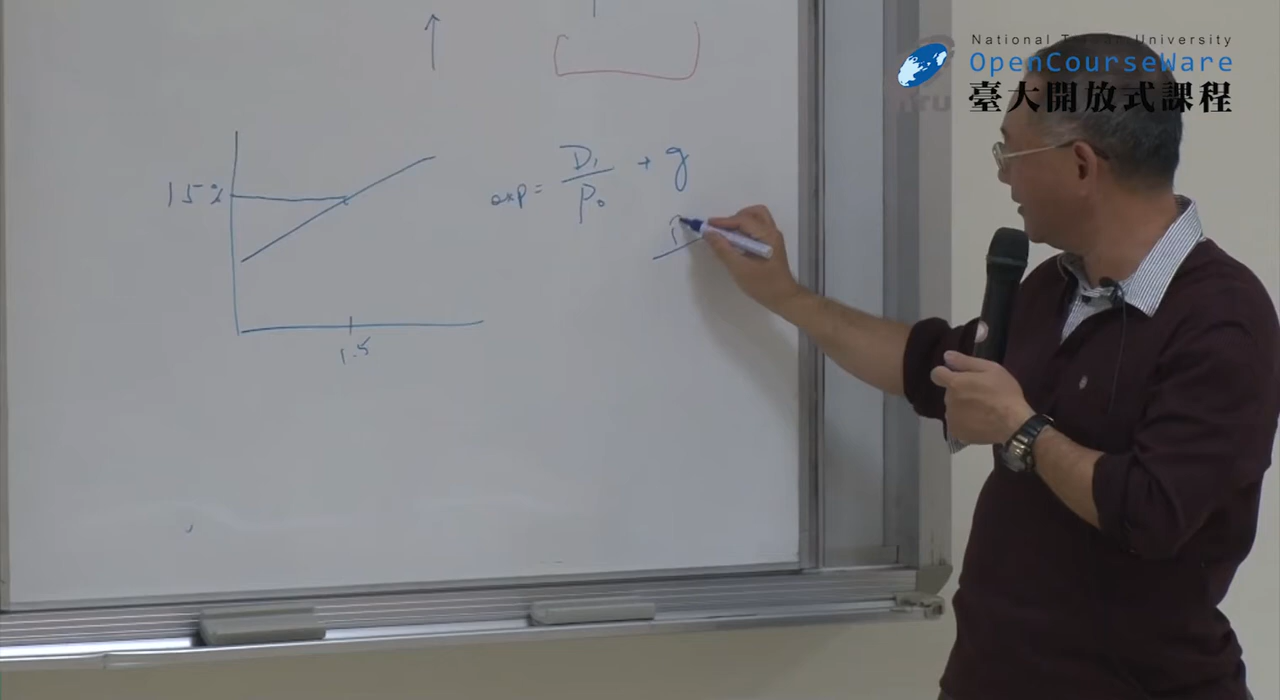 National Taiwan University
OpenCourseWare
臺大開放式課程
15%
1.5
exp = D₁/P₀ + g